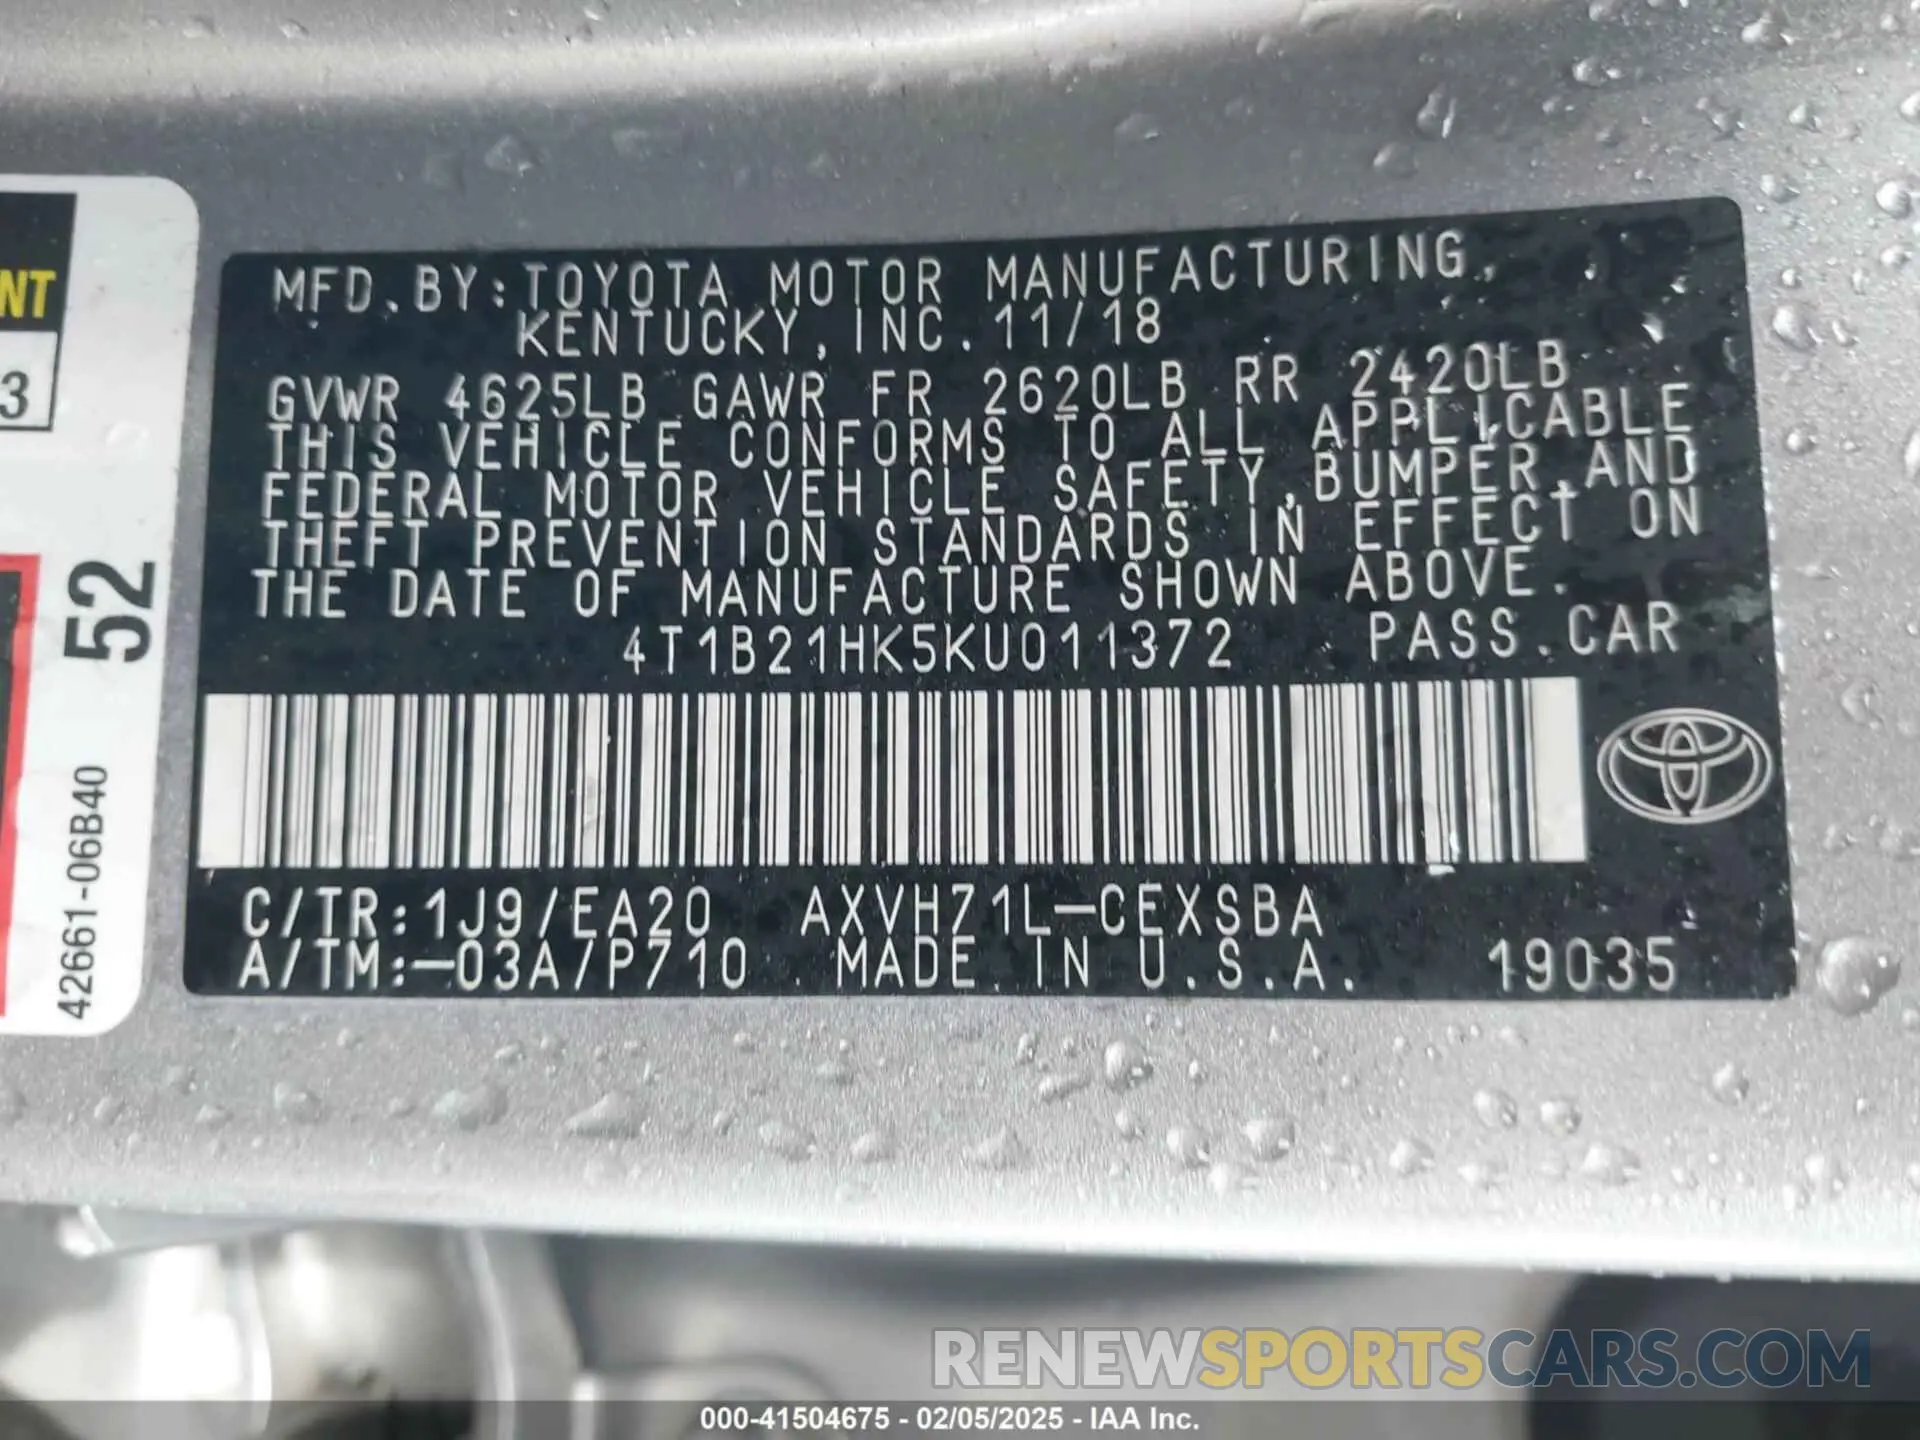 MFD. BY: TOYOTA MOTOR MANUFACTURING,
KENTUCKY, INC. 11/18
GVWR 4625LB GAWR FR 2620LB RR 2420LB
THIS VEHICLE CONFORMS TO ALL APPLICABLE
FEDERAL MOTOR VEHICLE SAFETY, BUMPER, AND
THEFT PREVENTION STANDARDS IN EFFECT ON
THE DATE OF MANUFACTURE SHOWN ABOVE.
4T1B21HK5KU011372 PASS. CAR
C/TR: 1J9/EA20 AXVH71L-CEXSBA
A/TM:-03A/P710 MADE IN U.S.A. 19035
NT
3
52
42661-06B40
RENEWSPORTSCARS.COM
000-41504675 - 02/05/2025 - IAA Inc.